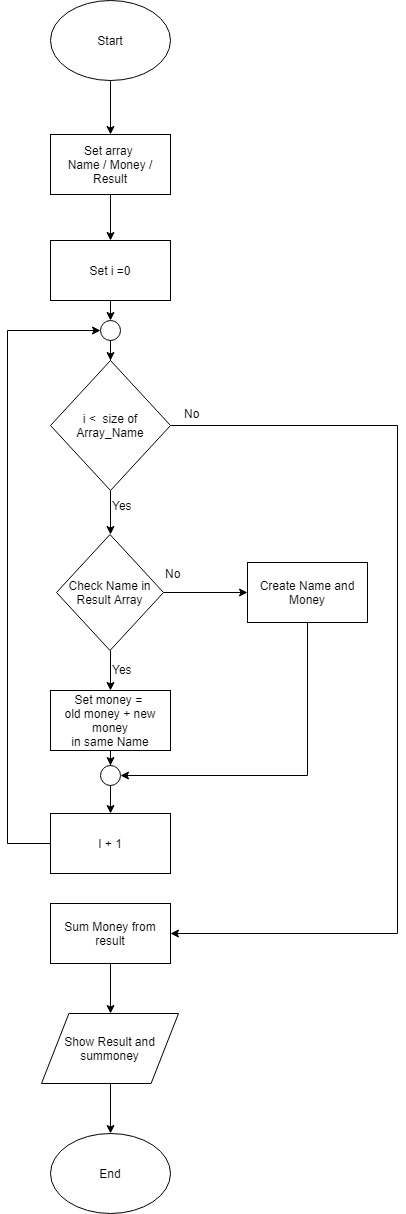 Start
Set array
Name / Money /
Result
Set i =0
i <  size of
Array_Name
No
Yes
Check Name in
Result Array
No
Create Name and
Money
Yes
Set money =
old money + new
money
in same Name
I + 1
Sum Money from
result
Show Result and
summoney
End